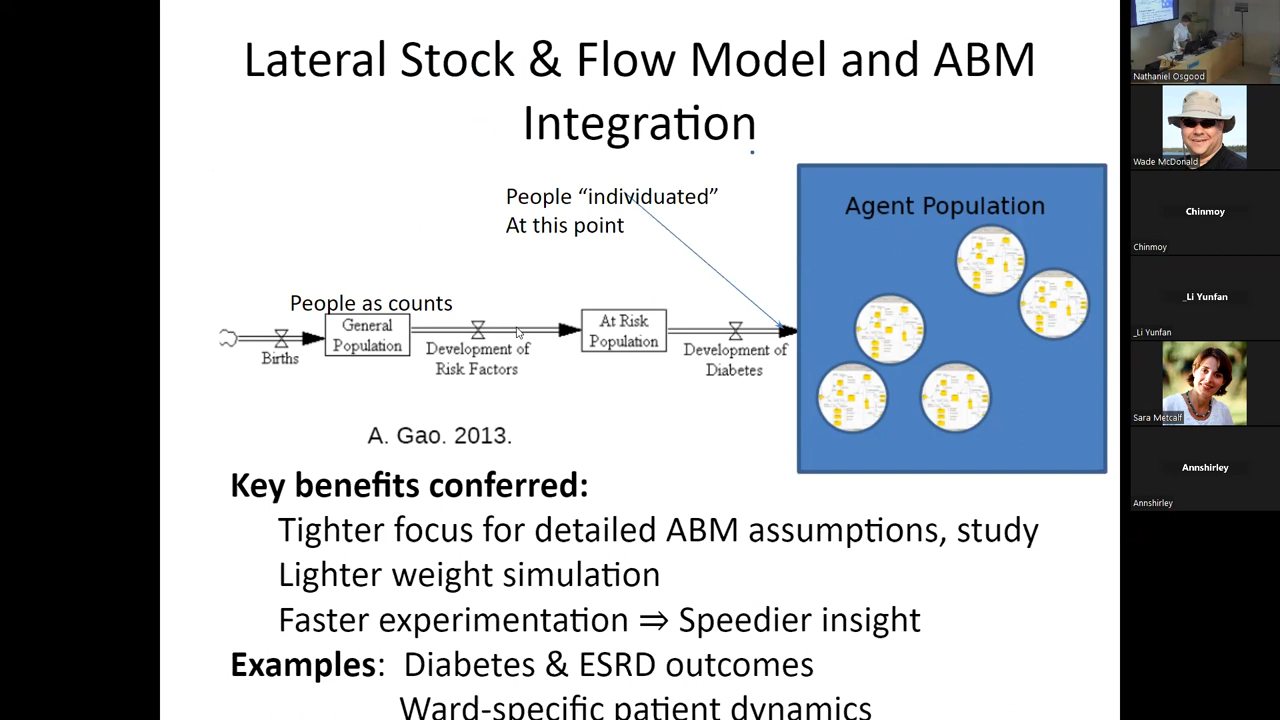 Lateral Stock & Flow Model and ABM
Integration
People “individuated”
At this point
Agent Population
People as counts
General
Population
At Risk
Population
Births
Development of
Risk Factors
Development of
Diabetes
A. Gao. 2013.
Key benefits conferred:
Tighter focus for detailed ABM assumptions, study
Lighter weight simulation
Faster experimentation ⇒ Speedier insight
Examples: Diabetes & ESRD outcomes
Ward-specific patient dynamics
Nathaniel Osgood
Wade McDonald
Chinmoy
Chinmoy
_Li Yunfan
_Li Yunfan
Sara Metcalf
Annshirley
Annshirley